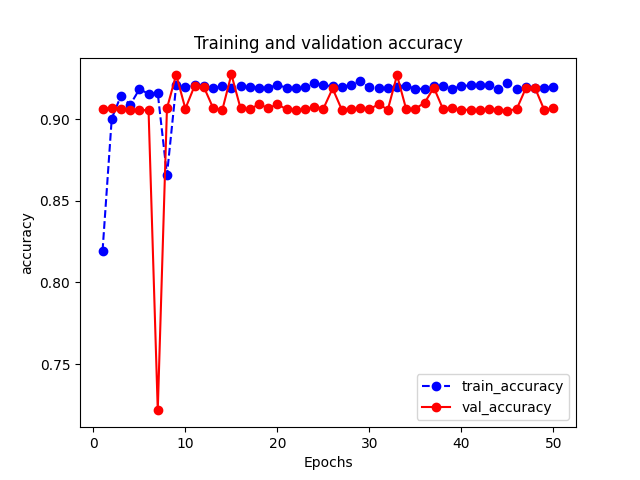 Training and validation accuracy
accuracy
0.90
0.85
0.80
0.75
train_accuracy
val_accuracy
0 10 20 30 40 50
Epochs